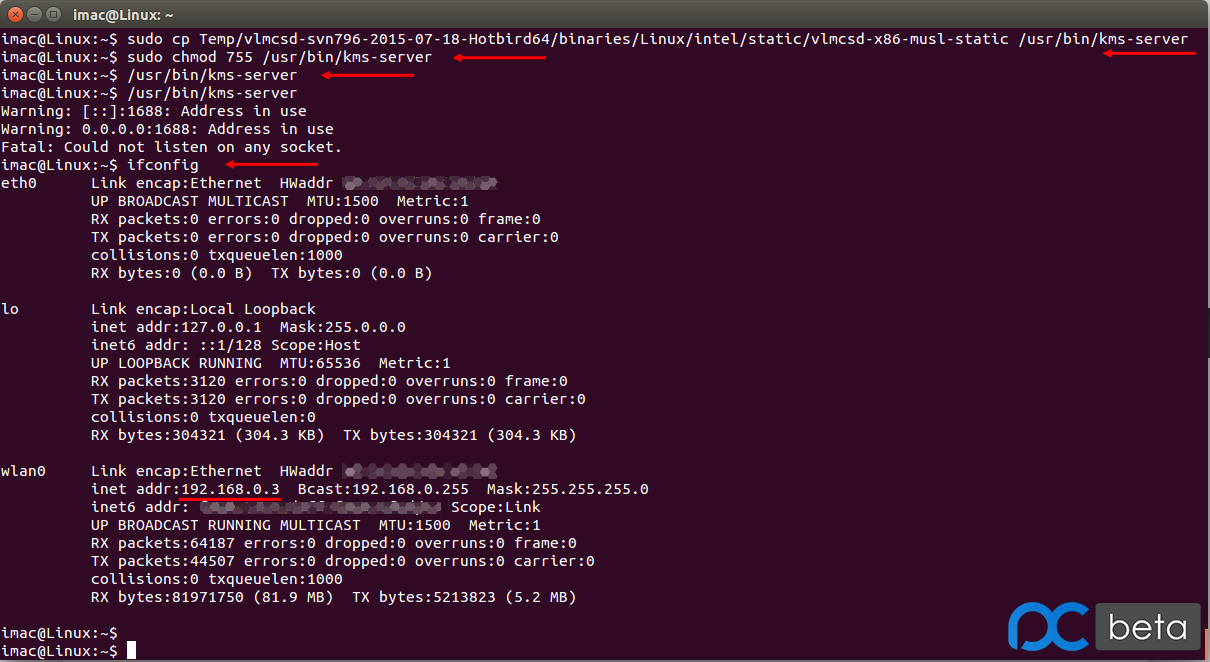 imac@Linux: ~
imac@Linux:~$ sudo cp Temp/vlmcsd-svn796-2015-07-18-Hotbird64/binaries/Linux/intel/static/vlmcsd-x86-musl-static /usr/bin/kms-server
imac@Linux:~$ sudo chmod 755 /usr/bin/kms-server
imac@Linux:~$ /usr/bin/kms-server
imac@Linux:~$ /usr/bin/kms-server
Warning: [::]:1688: Address in use
Warning: 0.0.0.0:1688: Address in use
Fatal: Could not listen on any socket.
imac@Linux:~$ ifconfig
eth0      Link encap:Ethernet  HWaddr
          UP BROADCAST MULTICAST  MTU:1500  Metric:1
          RX packets:0 errors:0 dropped:0 overruns:0 frame:0
          TX packets:0 errors:0 dropped:0 overruns:0 carrier:0
          collisions:0 txqueuelen:1000
          RX bytes:0 (0.0 B)  TX bytes:0 (0.0 B)
lo        Link encap:Local Loopback
          inet addr:127.0.0.1  Mask:255.0.0.0
          inet6 addr: ::1/128 Scope:Host
          UP LOOPBACK RUNNING  MTU:65536  Metric:1
          RX packets:3120 errors:0 dropped:0 overruns:0 frame:0
          TX packets:3120 errors:0 dropped:0 overruns:0 carrier:0
          collisions:0 txqueuelen:0
          RX bytes:304321 (304.3 KB)  TX bytes:304321 (304.3 KB)
wlan0     Link encap:Ethernet  HWaddr
          inet addr:192.168.0.3  Bcast:192.168.0.255  Mask:255.255.255.0
          inet6 addr: Scope:Link
          UP BROADCAST RUNNING MULTICAST  MTU:1500  Metric:1
          RX packets:64187 errors:0 dropped:0 overruns:0 frame:0
          TX packets:44507 errors:0 dropped:0 overruns:0 carrier:0
          collisions:0 txqueuelen:1000
          RX bytes:81971750 (81.9 MB)  TX bytes:5213823 (5.2 MB)
imac@Linux:~$
imac@Linux:~$
pc beta